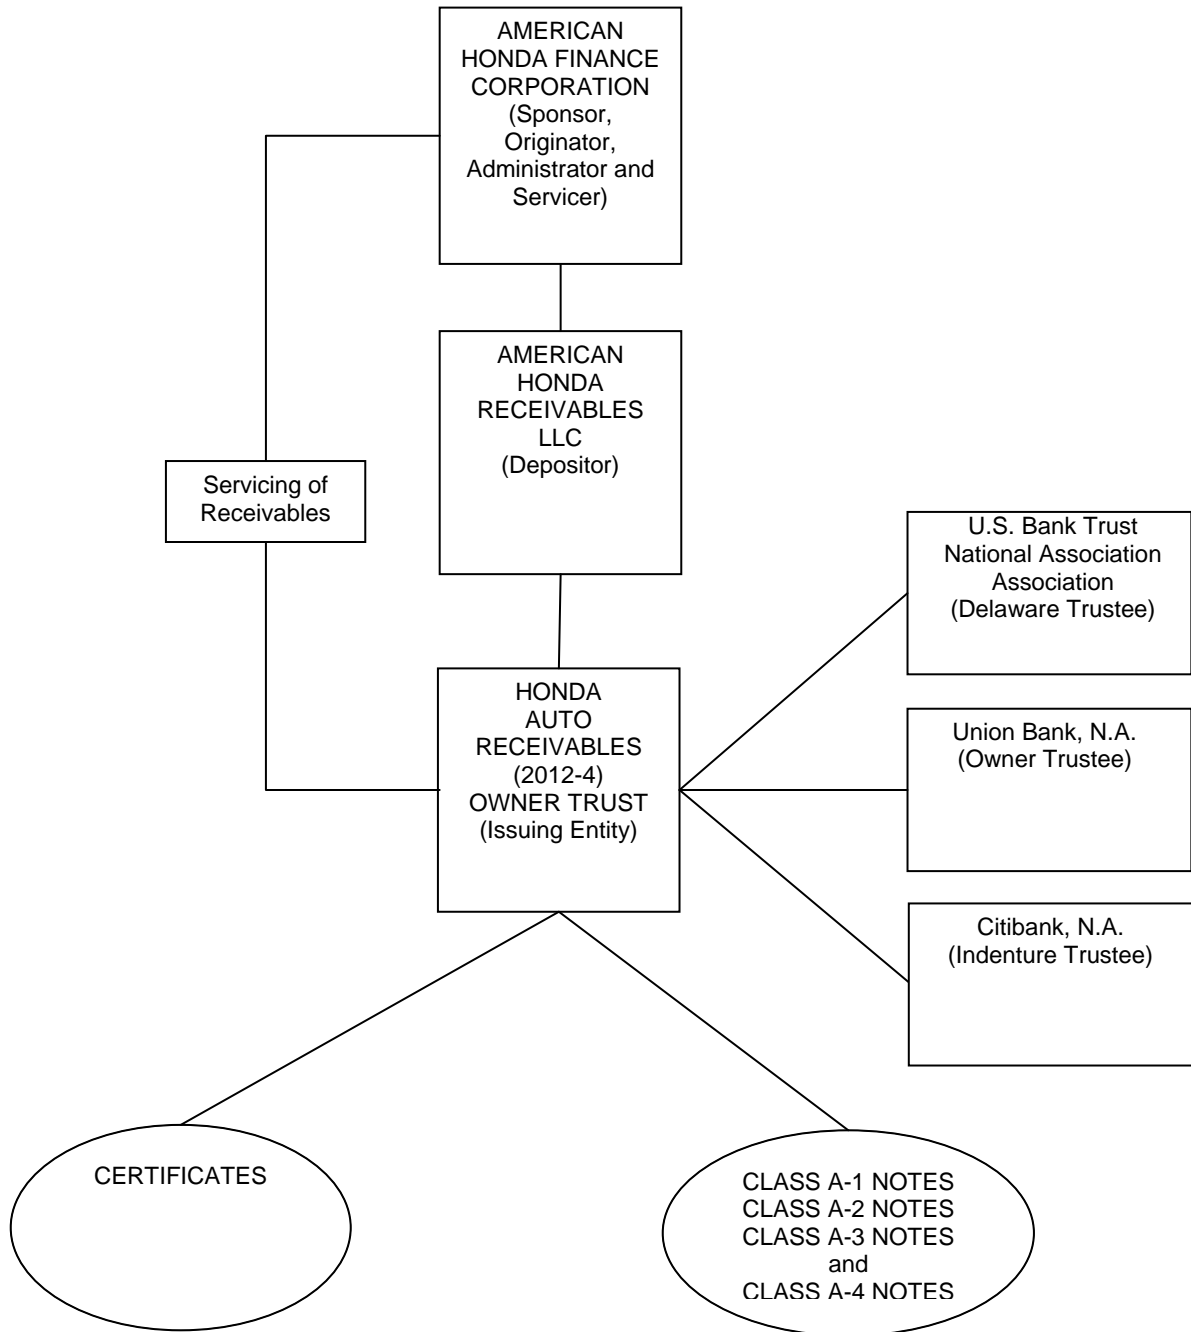 AMERICAN
HONDA FINANCE
CORPORATION
(Sponsor,
Originator,
Administrator and
Servicer)
AMERICAN
HONDA
RECEIVABLES
LLC
(Depositor)
Servicing of
Receivables
U.S. Bank Trust
National Association
Association
(Delaware Trustee)
HONDA
AUTO
RECEIVABLES
(2012-4)
OWNER TRUST
(Issuing Entity)
Union Bank, N.A.
(Owner Trustee)
Citibank, N.A.
(Indenture Trustee)
CERTIFICATES
CLASS A-1 NOTES
CLASS A-2 NOTES
CLASS A-3 NOTES
and
CLASS A-4 NOTES